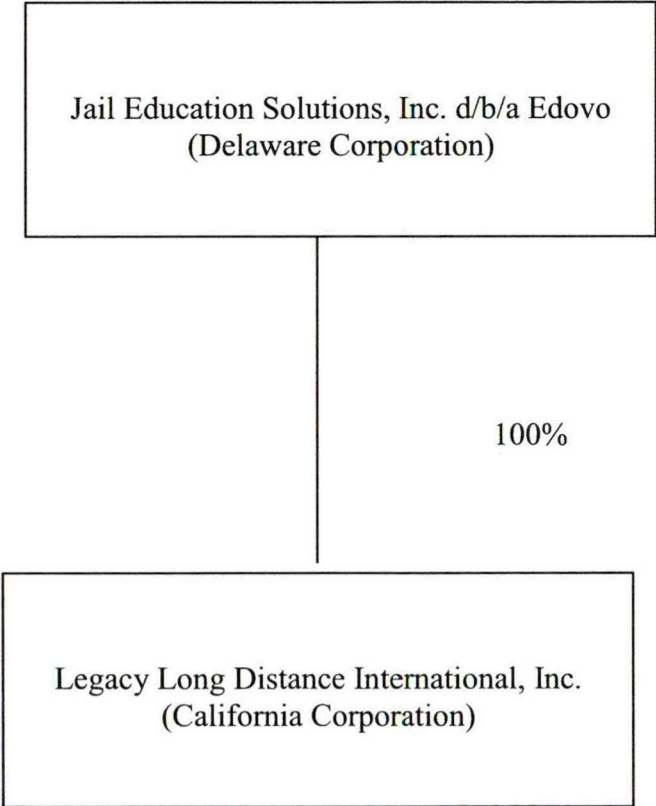 Jail Education Solutions, Inc. d/b/a Edovo
(Delaware Corporation)
100%
Legacy Long Distance International, Inc.
(California Corporation)